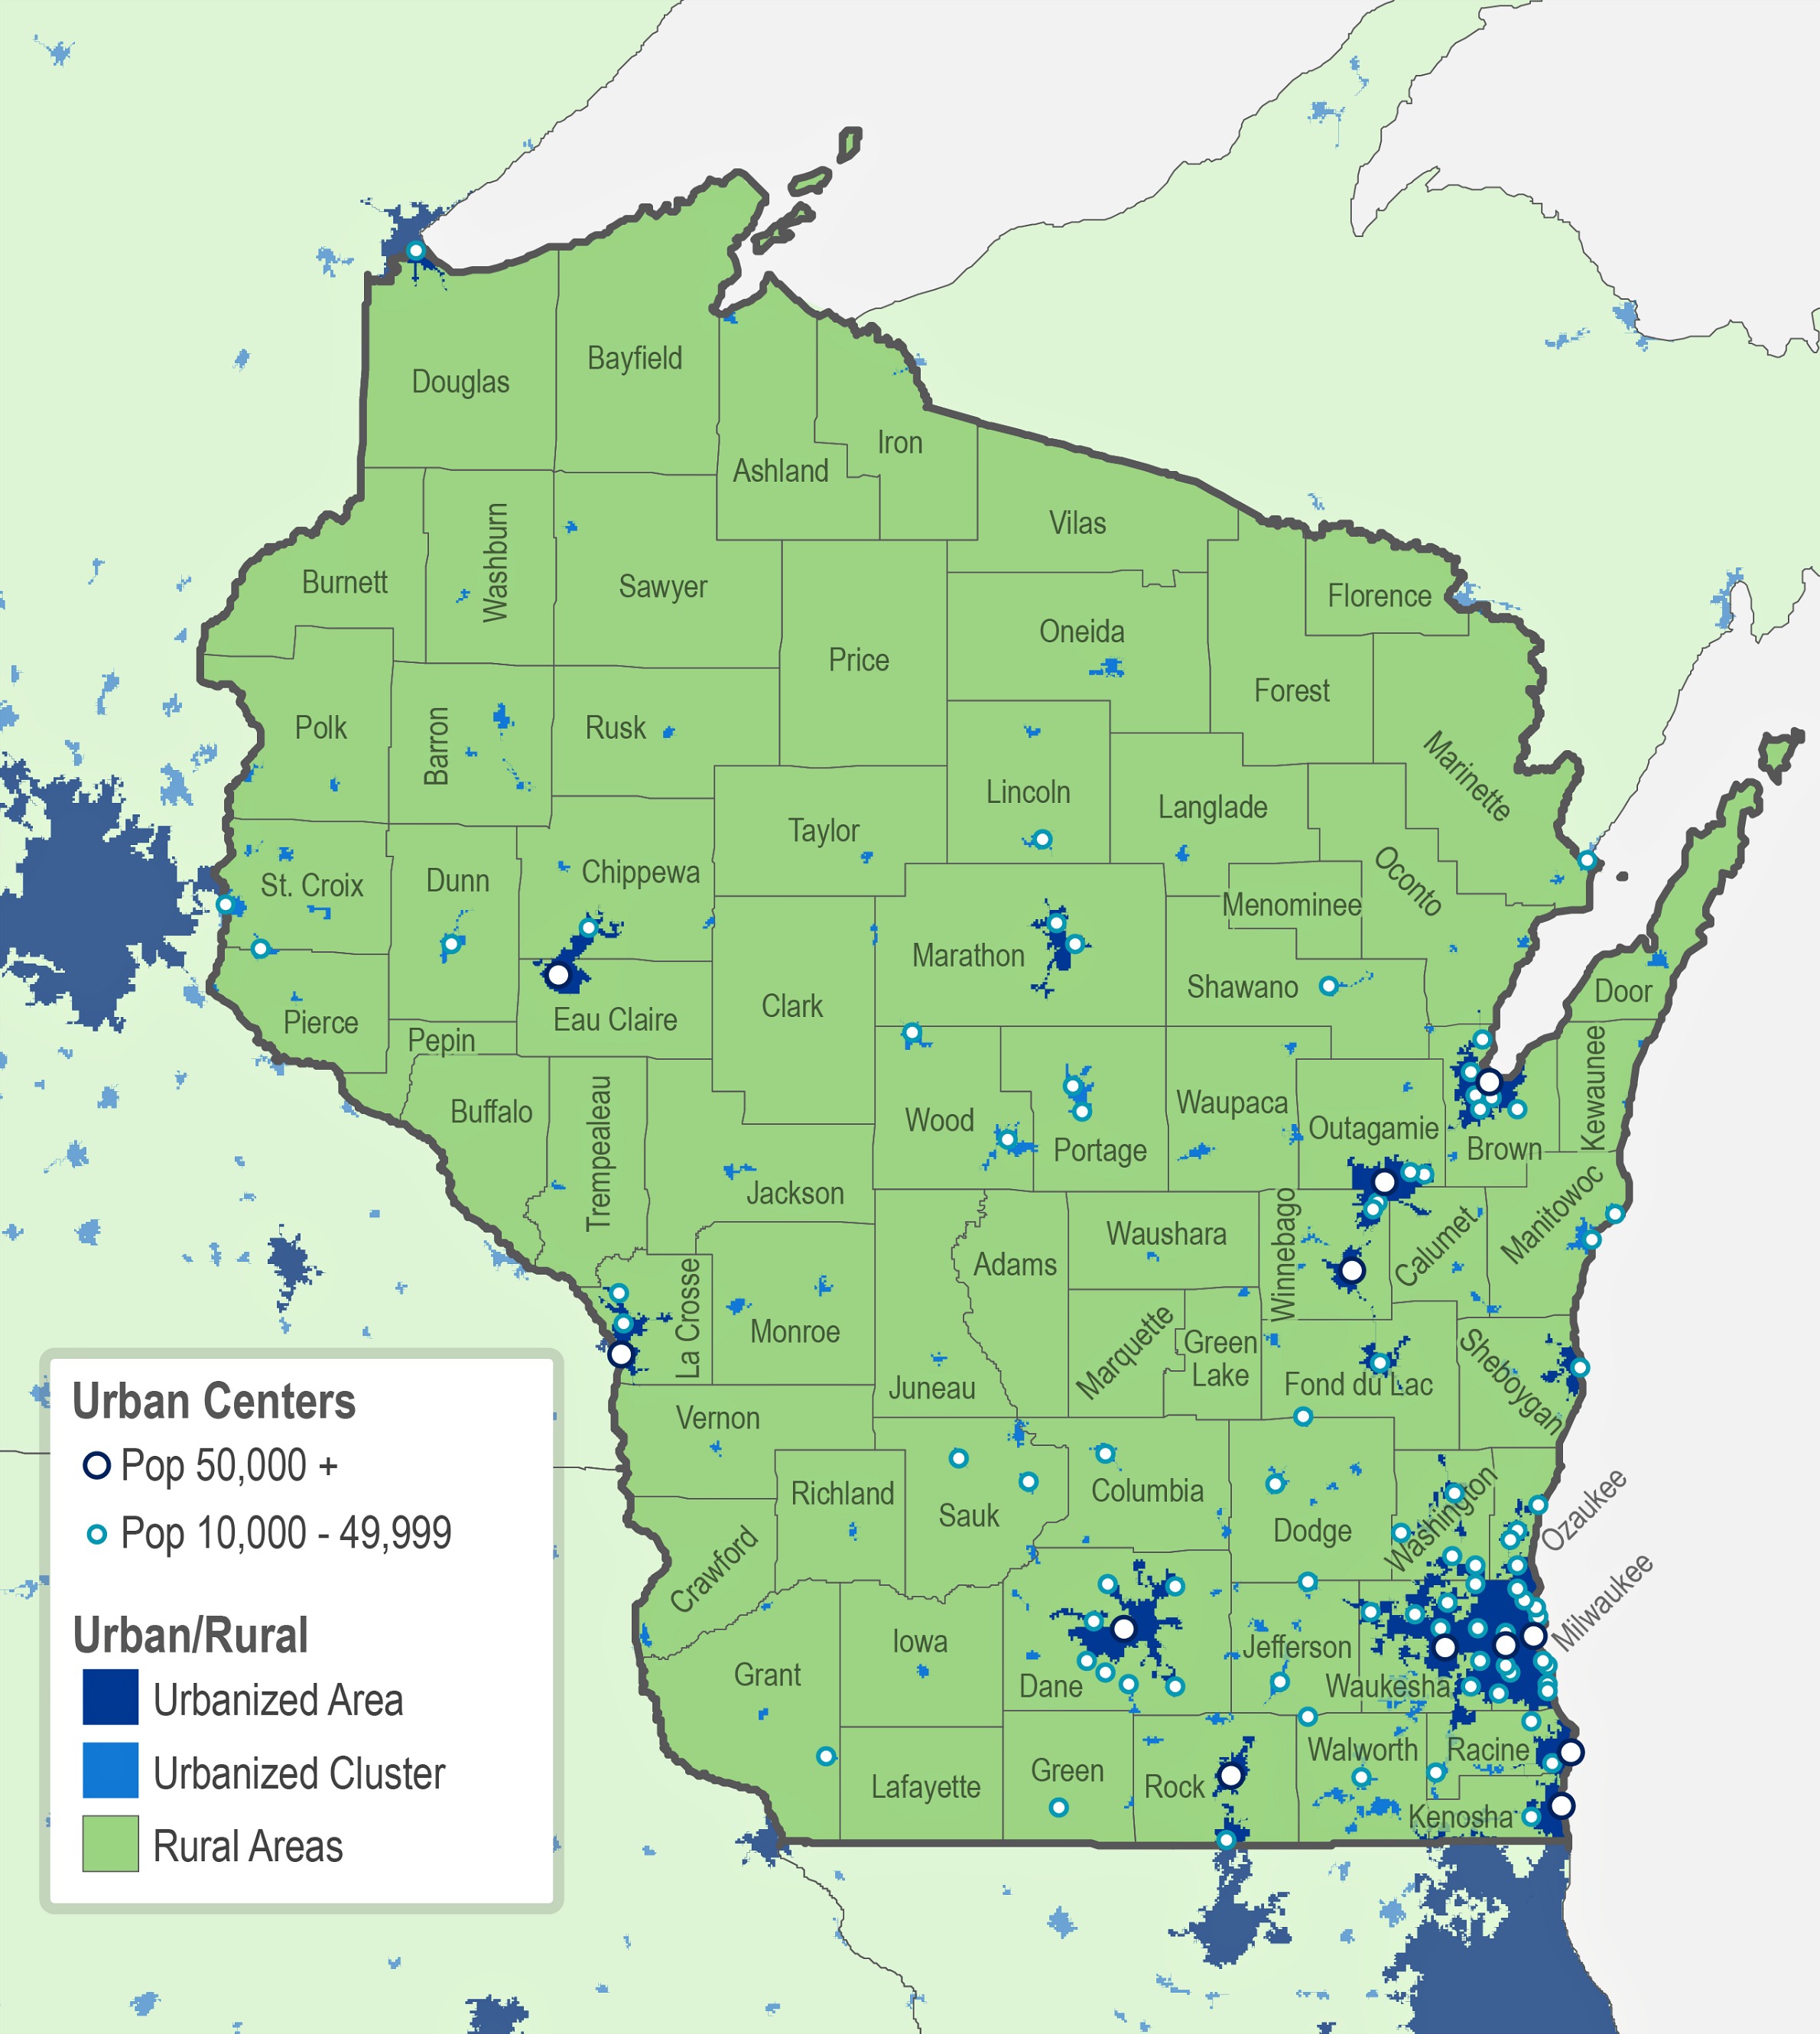 Bayfield
Douglas
Iron
Ashland
Vilas
Washburn
Burnett
Sawyer
Florence
Oneida
Price
Forest
Polk
Barron
Rusk
Marinette
Lincoln
Langlade
Taylor
Chippewa
Dunn
St. Croix
Oconto
Menominee
Marathon
Shawano
Door
Clark
Pierce
Eau Claire
Pepin
Kewaunee
Buffalo
Trempealeau
Waupaca
Wood
Outagamie
Portage
Brown
Jackson
Manitowoc
Waushara
Winnebago
Calumet
Adams
La Crosse
Monroe
Marquette
Green
Lake
Sheboygan
Juneau
Fond du Lac
Vernon
Richland
Columbia
Sauk
Dodge
Washington
Ozaukee
Crawford
Milwaukee
Iowa
Jefferson
Grant
Dane
Waukesha
Walworth
Racine
Green
Rock
Lafayette
Kenosha
Urban Centers
Pop 50,000 +
Pop 10,000 - 49,999
Urban/Rural
Urbanized Area
Urbanized Cluster
Rural Areas